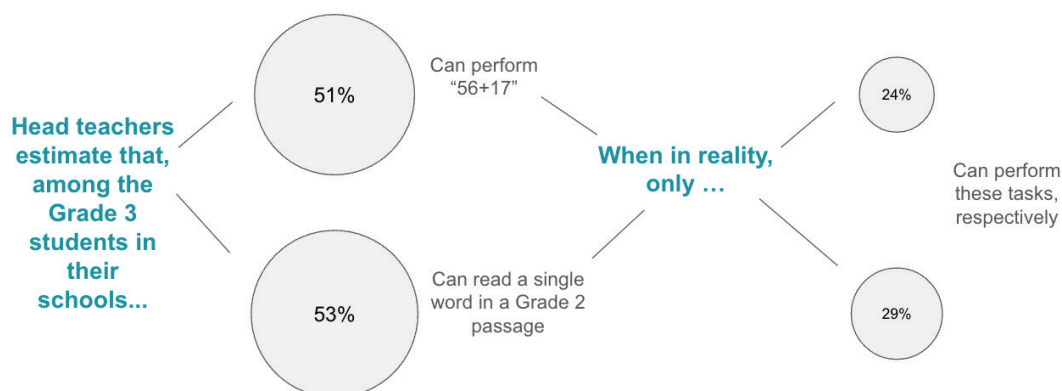 Head teachers
estimate that,
among the
Grade 3
students in
their
schools...
51%
Can perform
“56+17”
53%
Can read a single
word in a Grade 2
passage
When in reality,
only …
24%
29%
Can perform
these tasks,
respectively